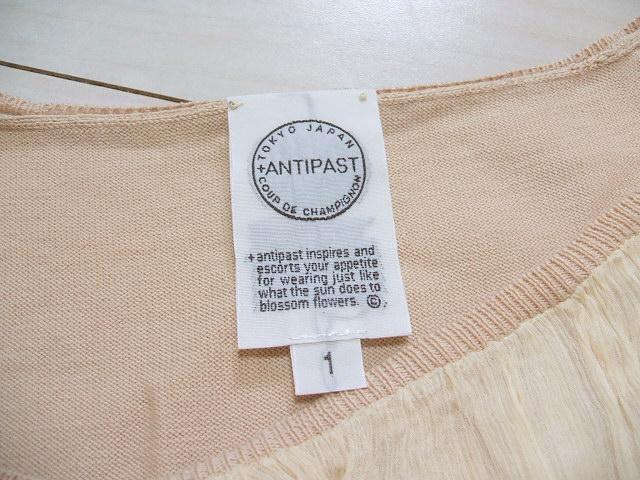 +TOKYO JAPAN
+ANTIPAST
COUP DE CHAMPIGNON
+antipast inspires and
escorts your appetite
for wearing just like
what the sun does to
blossom flowers. ©
1